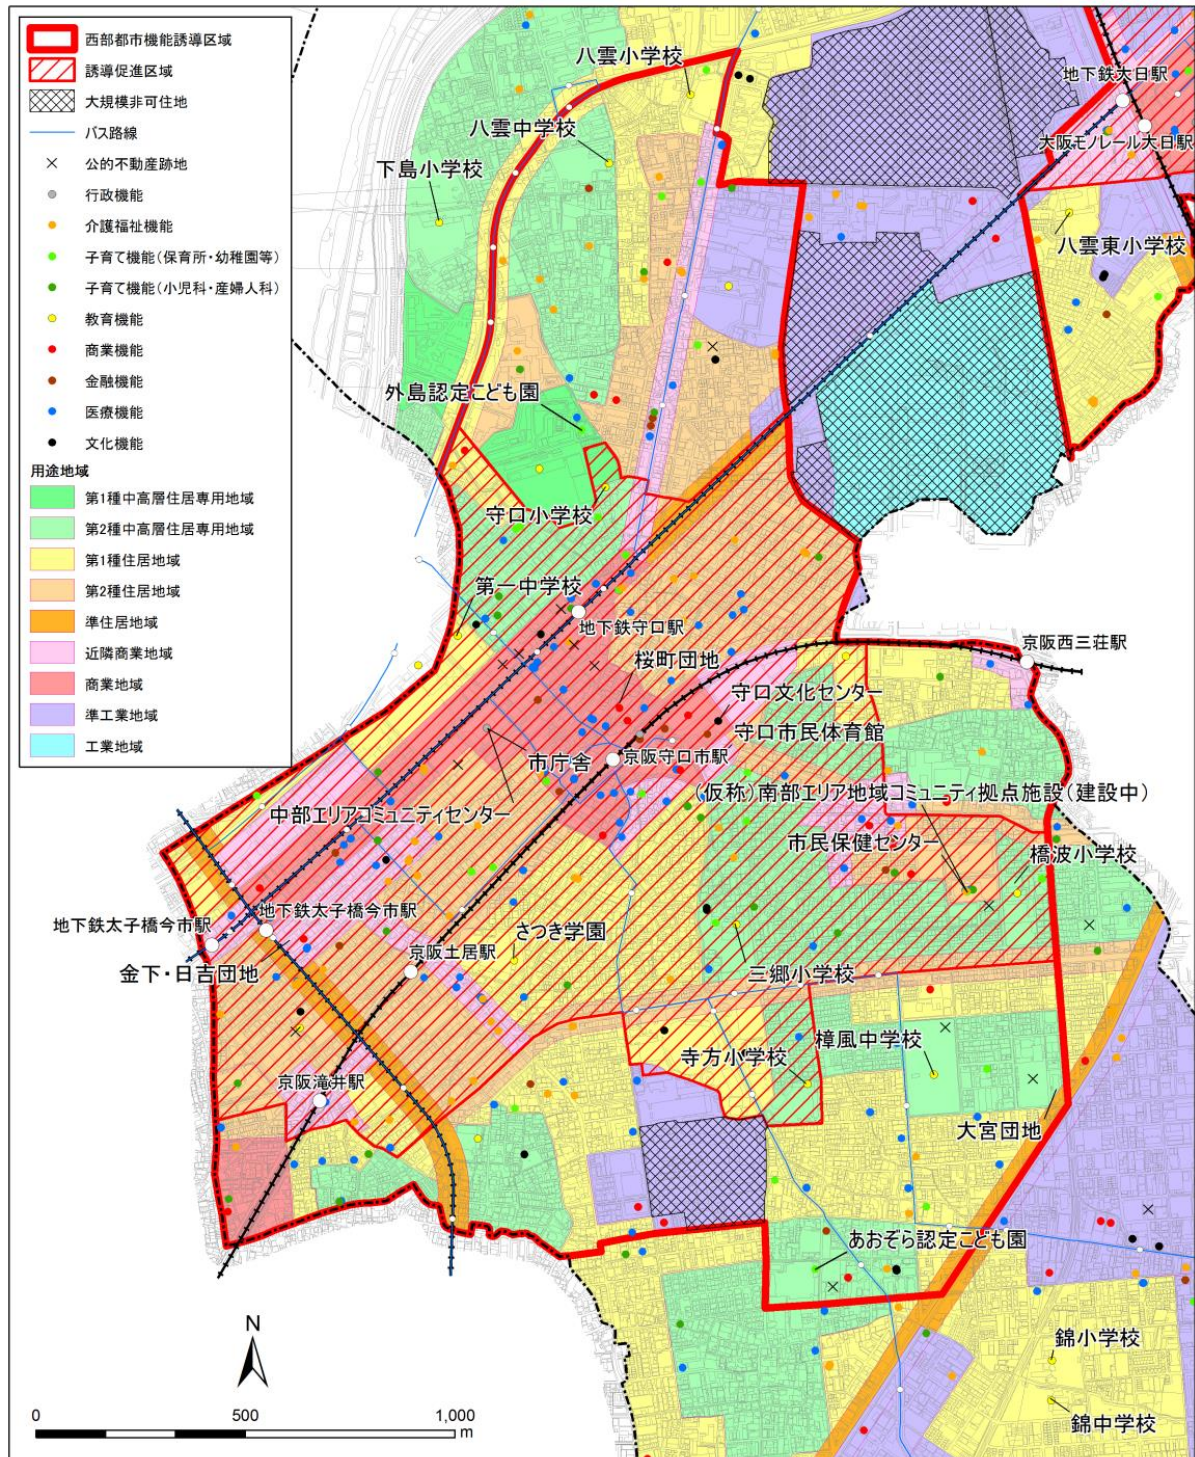 西部都市機能誘導区域
誘導促進区域
大規模非可住地
バス路線
公的不動産跡地
行政機能
介護福祉機能
子育て機能(保育所・幼稚園等)
子育て機能(小児科・産婦人科)
教育機能
商業機能
金融機能
医療機能
文化機能
用途地域
第1種中高層住居専用地域
第2種中高層住居専用地域
第1種住居地域
第2種住居地域
準住居地域
近隣商業地域
商業地域
準工業地域
工業地域
八雲小学校
地下鉄大日駅
八雲中学校
大阪モノレール大日駅
下島小学校
八雲東小学校
外島認定こども園
守口小学校
第一中学校
地下鉄守口駅
京阪西三荘駅
桜町団地
守口文化センター
守口市民体育館
市庁舎
京阪守口市駅
(仮称)南部エリア地域コミュニティ拠点施設(建設中)
中部エリアコミュニティセンター
市民保健センター
橋波小学校
地下鉄太子橋今市駅
地下鉄太子橋今市駅
さつき学園
京阪土居駅
金下・日吉団地
三郷小学校
樟風中学校
寺方小学校
京阪滝井駅
大宮団地
あおぞら認定こども園
N
錦小学校
錦中学校
0 500 1,000
m